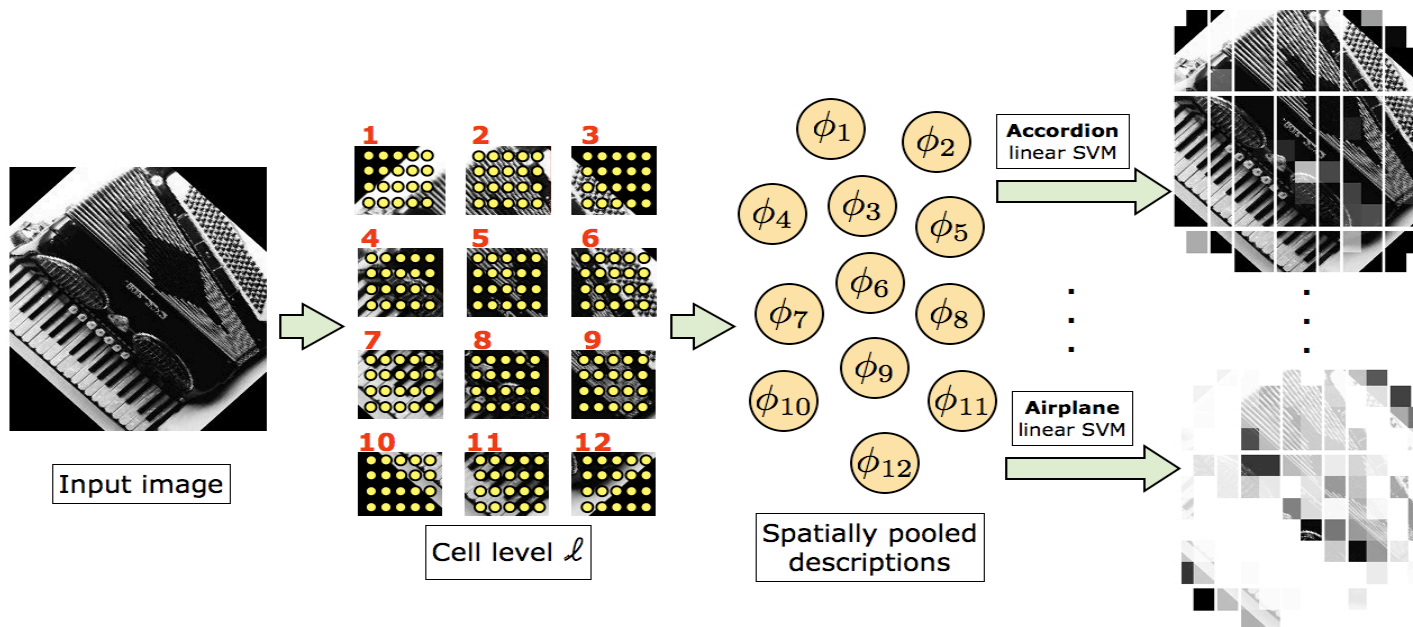 1 2 3
4 5 6
7 8 9
10 11 12
Input image
Cell level ℓ
ϕ1
ϕ2
ϕ3
ϕ4
ϕ5
ϕ6
ϕ7
ϕ8
ϕ9
ϕ10
ϕ11
ϕ12
Spatially pooled
descriptions
Accordion
linear SVM
.
.
.
.
.
.
Airplane
linear SVM